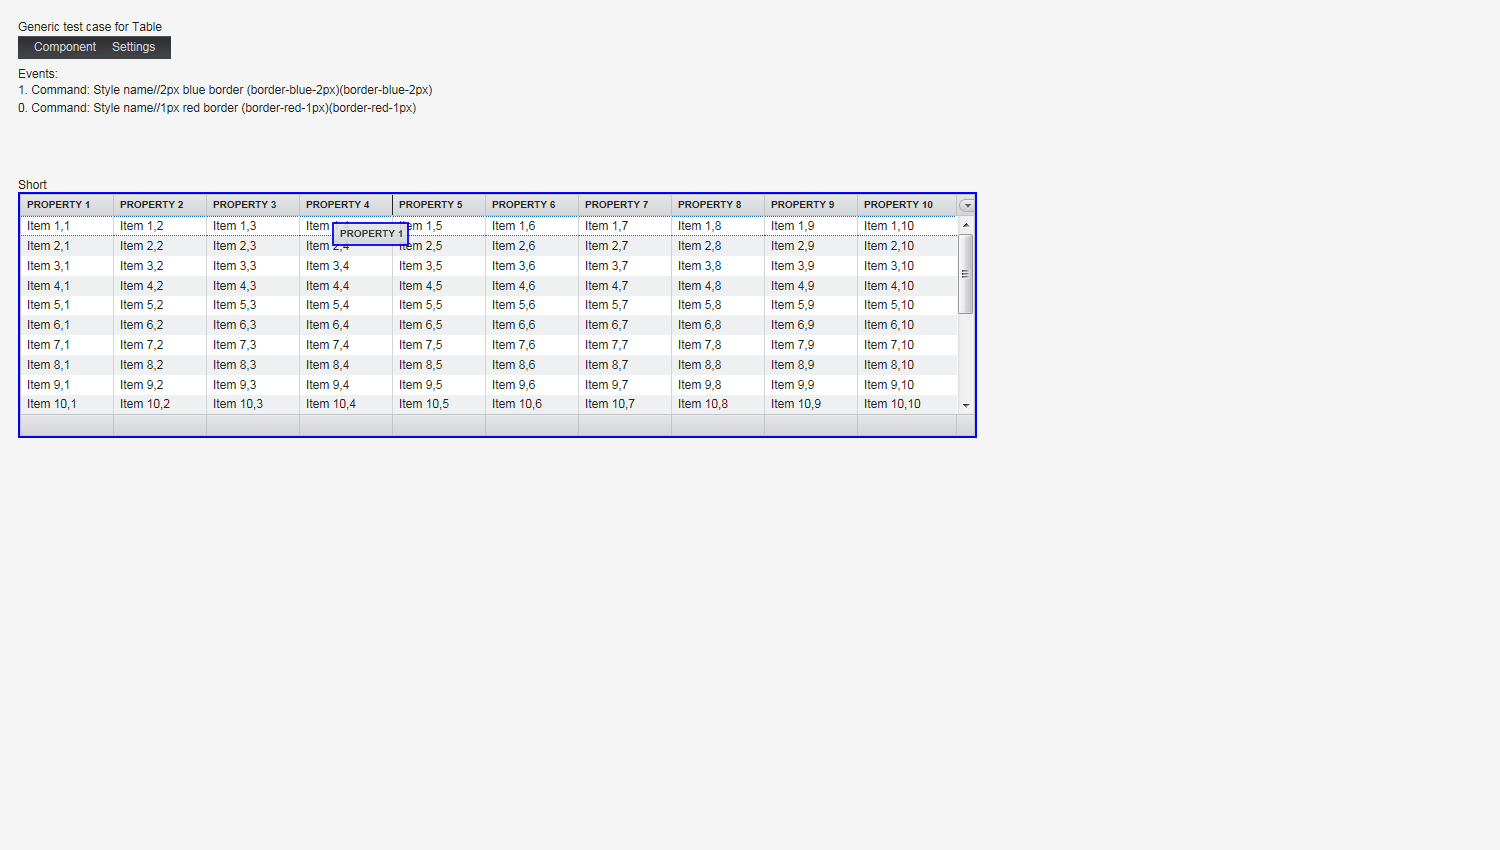 Generic test case for Table
Component Settings
Events:
1. Command: Style name//2px blue border (border-blue-2px)(border-blue-2px)
0. Command: Style name//1px red border (border-red-1px)(border-red-1px)
Short
PROPERTY 1 PROPERTY 2 PROPERTY 3 PROPERTY 4 PROPERTY 5 PROPERTY 6 PROPERTY 7 PROPERTY 8 PROPERTY 9 PROPERTY 10
Item 1,1 Item 1,2 Item 1,3 Item Item 1,5 Item 1,6 Item 1,7 Item 1,8 Item 1,9 Item 1,10
PROPERTY 1
Item 2,1 Item 2,2 Item 2,3 Item 2,4 Item 2,5 Item 2,6 Item 2,7 Item 2,8 Item 2,9 Item 2,10
Item 3,1 Item 3,2 Item 3,3 Item 3,4 Item 3,5 Item 3,6 Item 3,7 Item 3,8 Item 3,9 Item 3,10
Item 4,1 Item 4,2 Item 4,3 Item 4,4 Item 4,5 Item 4,6 Item 4,7 Item 4,8 Item 4,9 Item 4,10
Item 5,1 Item 5,2 Item 5,3 Item 5,4 Item 5,5 Item 5,6 Item 5,7 Item 5,8 Item 5,9 Item 5,10
Item 6,1 Item 6,2 Item 6,3 Item 6,4 Item 6,5 Item 6,6 Item 6,7 Item 6,8 Item 6,9 Item 6,10
Item 7,1 Item 7,2 Item 7,3 Item 7,4 Item 7,5 Item 7,6 Item 7,7 Item 7,8 Item 7,9 Item 7,10
Item 8,1 Item 8,2 Item 8,3 Item 8,4 Item 8,5 Item 8,6 Item 8,7 Item 8,8 Item 8,9 Item 8,10
Item 9,1 Item 9,2 Item 9,3 Item 9,4 Item 9,5 Item 9,6 Item 9,7 Item 9,8 Item 9,9 Item 9,10
Item 10,1 Item 10,2 Item 10,3 Item 10,4 Item 10,5 Item 10,6 Item 10,7 Item 10,8 Item 10,9 Item 10,10